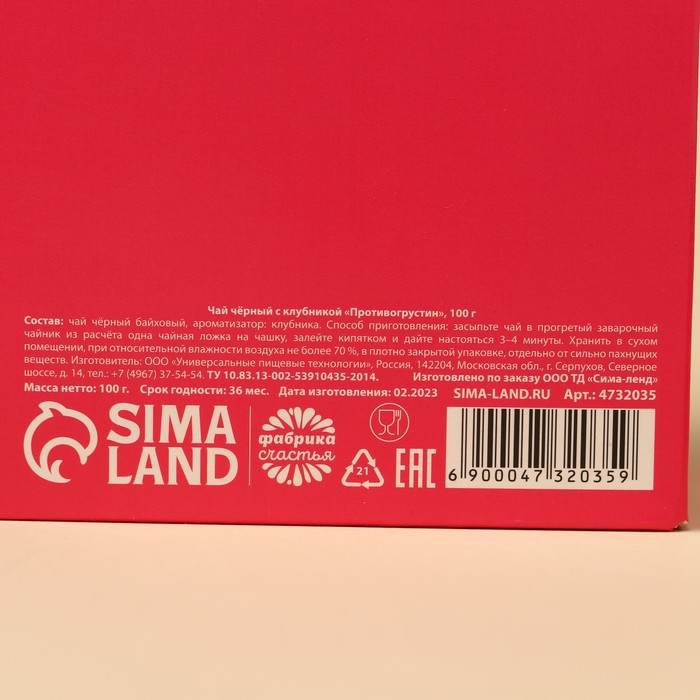 Чай чёрный с клубникой «Противогрустин», 100 г
Состав: чай чёрный байховый, ароматизатор: клубника. Способ приготовления: засыпьте чай в прогретый заварочный
чайник из расчёта одна чайная ложка на чашку, залейте кипятком и дайте настояться 3–4 минуты. Хранить в сухом
помещении, при относительной влажности воздуха не более 70 %, в плотно закрытой упаковке, отдельно от сильно пахнущих
веществ. Изготовитель: ООО «Универсальные пищевые технологии», Россия, 142204, Московская обл., г. Серпухов, Северное
шоссе, д. 14, тел.: +7 (4967) 37-54-54. ТУ 10.83.13-002-53910435-2014. Изготовлено по заказу ООО ТД «Сима-ленд»
Масса нетто: 100 г. Срок годности: 36 мес. Дата изготовления: 02.2023 SIMA-LAND.RU Арт.: 4732035
SIMA
LAND
фабрика
счастья
21
EAC
6 900047 320359